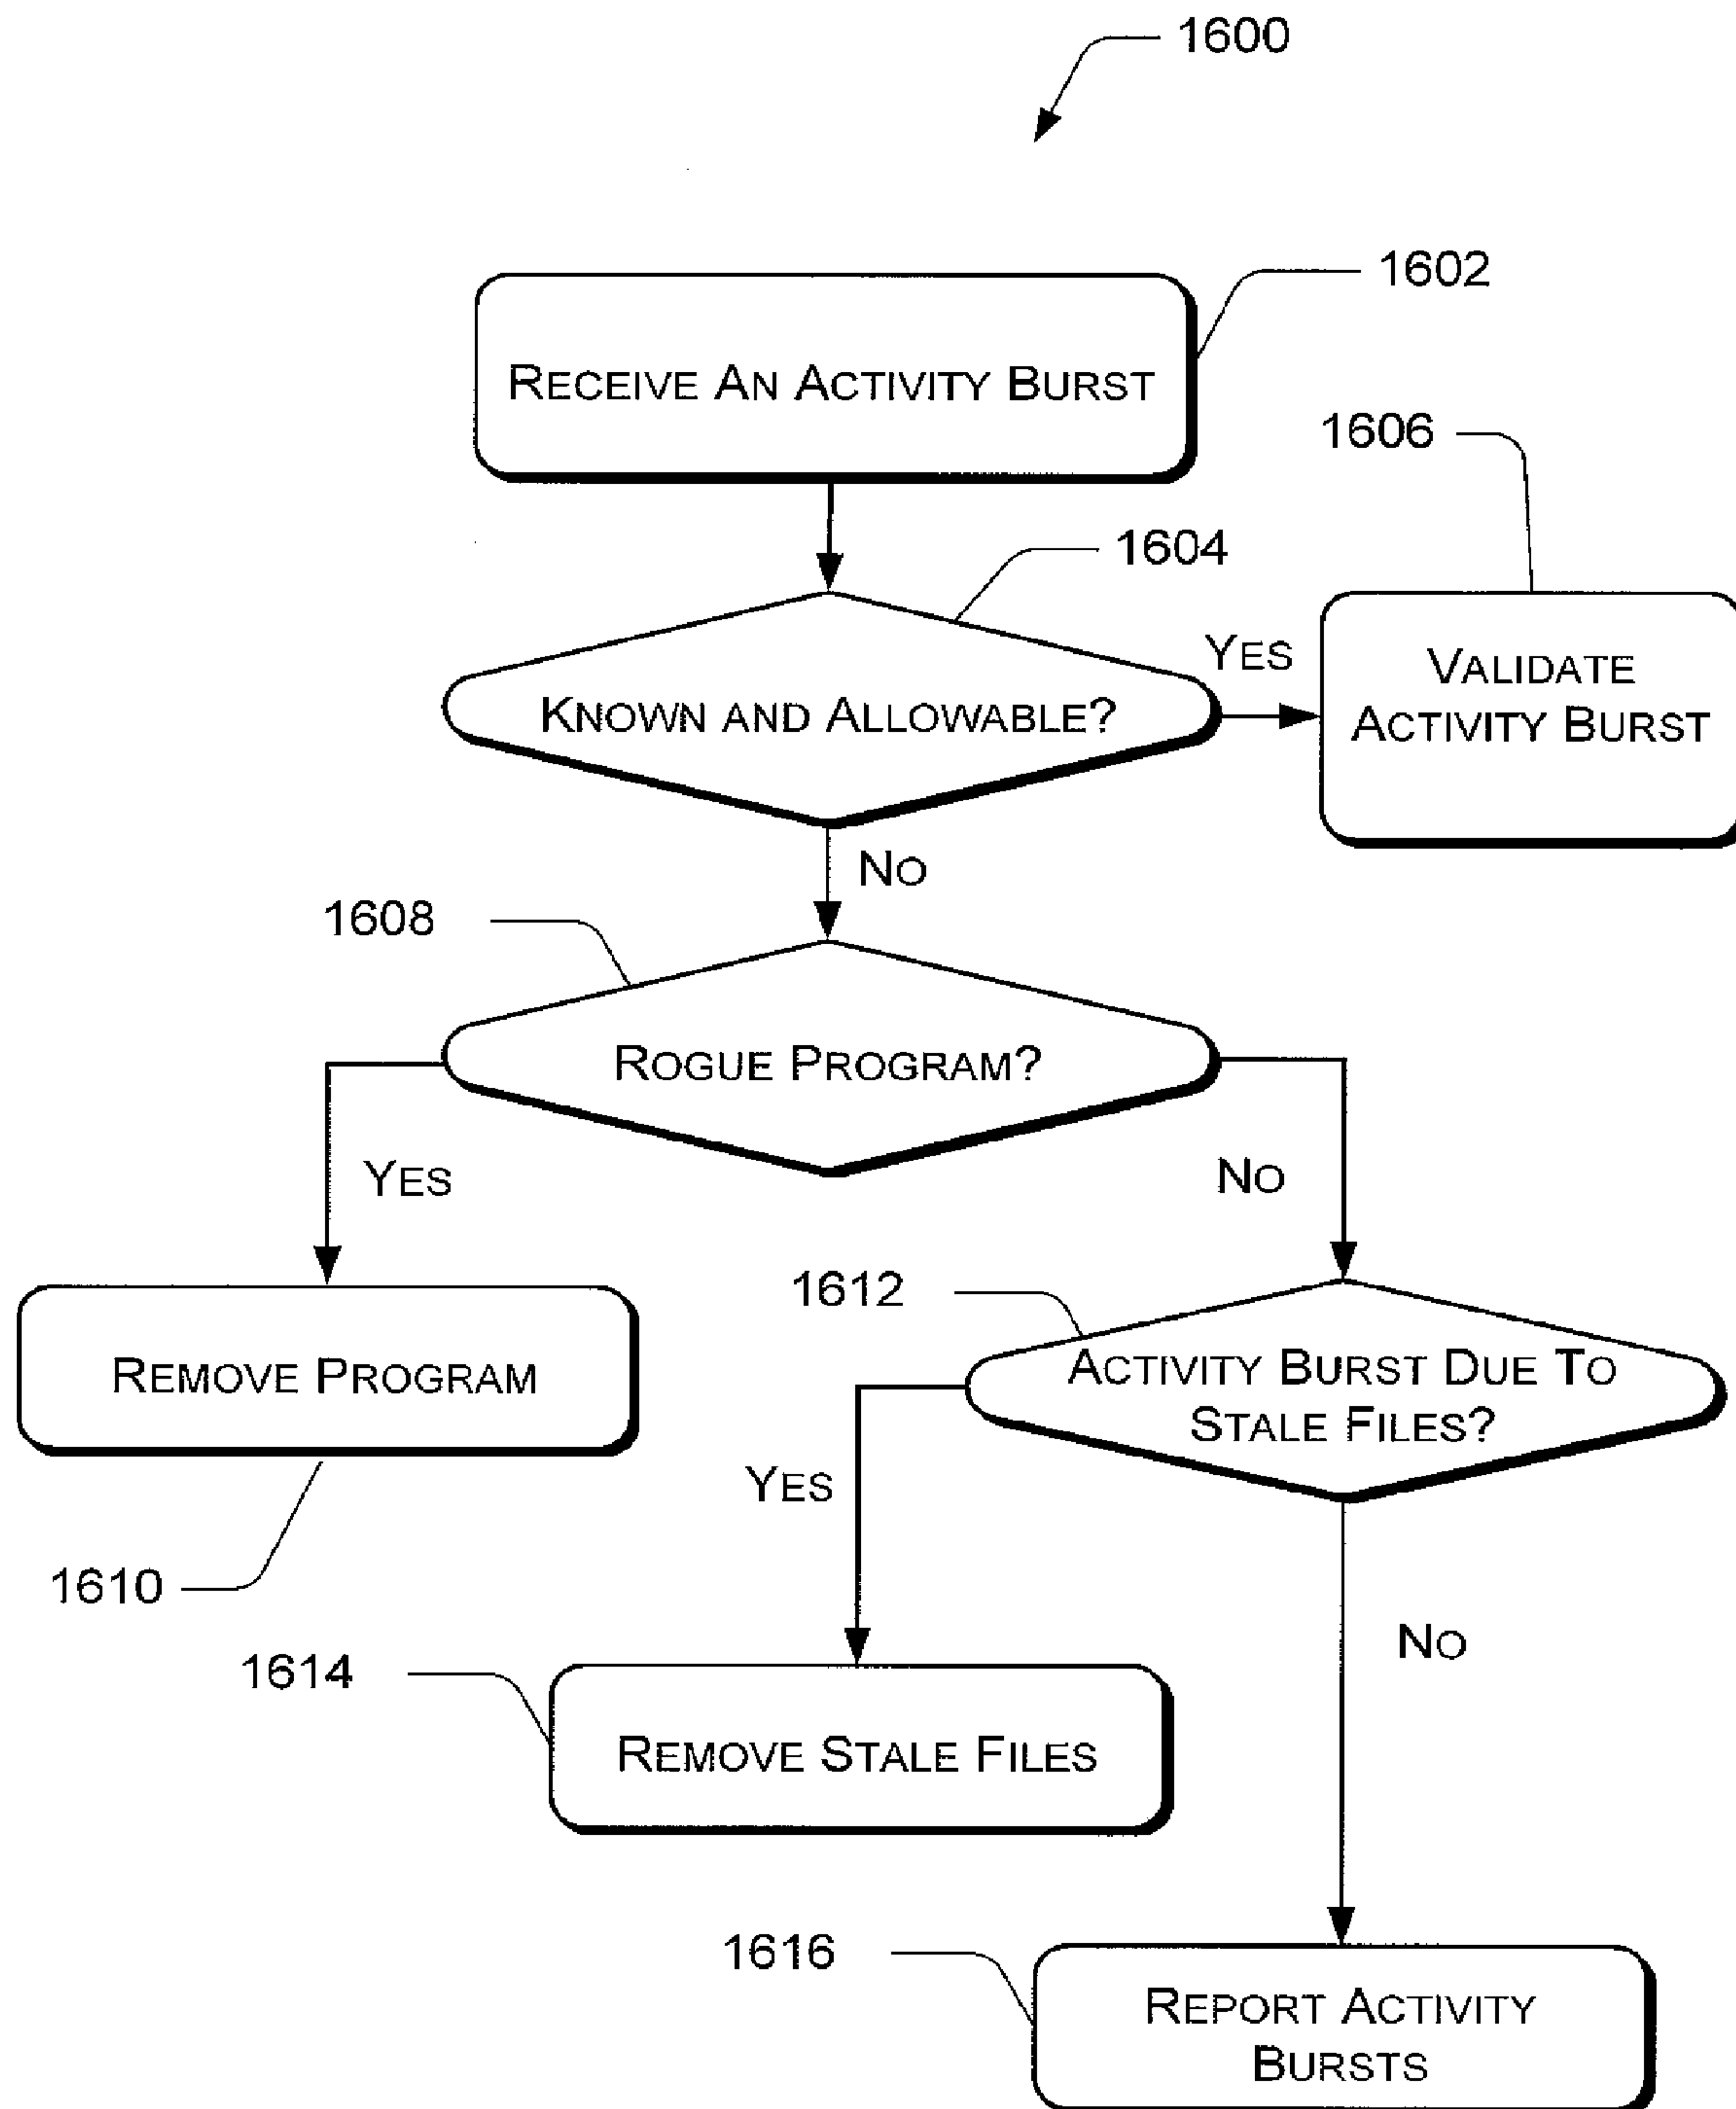 1600
1602
RECEIVE AN ACTIVITY BURST
1606
1604
YES
VALIDATE
ACTIVITY BURST
KNOWN AND ALLOWABLE?
NO
1608
ROGUE PROGRAM?
YES
NO
1612
REMOVE PROGRAM
ACTIVITY BURST DUE TO
STALE FILES?
YES
1610
NO
1614
REMOVE STALE FILES
1616
REPORT ACTIVITY
BURSTS